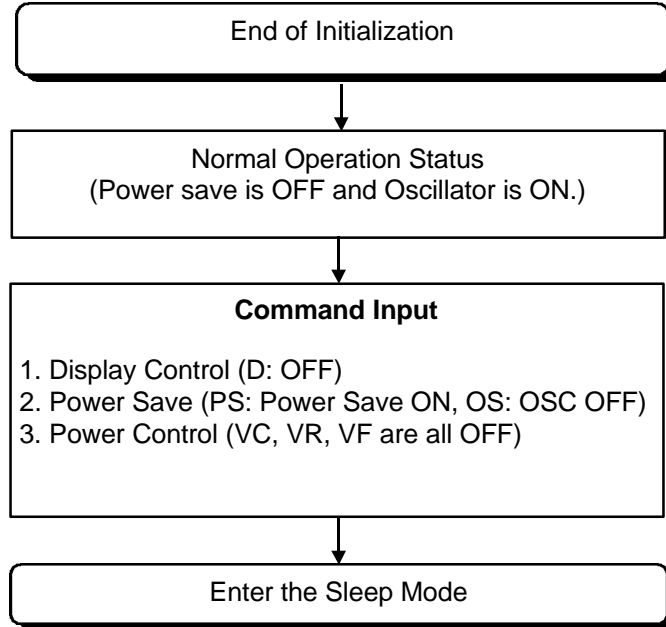 End of Initialization
Normal Operation Status
(Power save is OFF and Oscillator is ON.)
Command Input
1. Display Control (D: OFF)
2. Power Save (PS: Power Save ON, OS: OSC OFF)
3. Power Control (VC, VR, VF are all OFF)
Enter the Sleep Mode